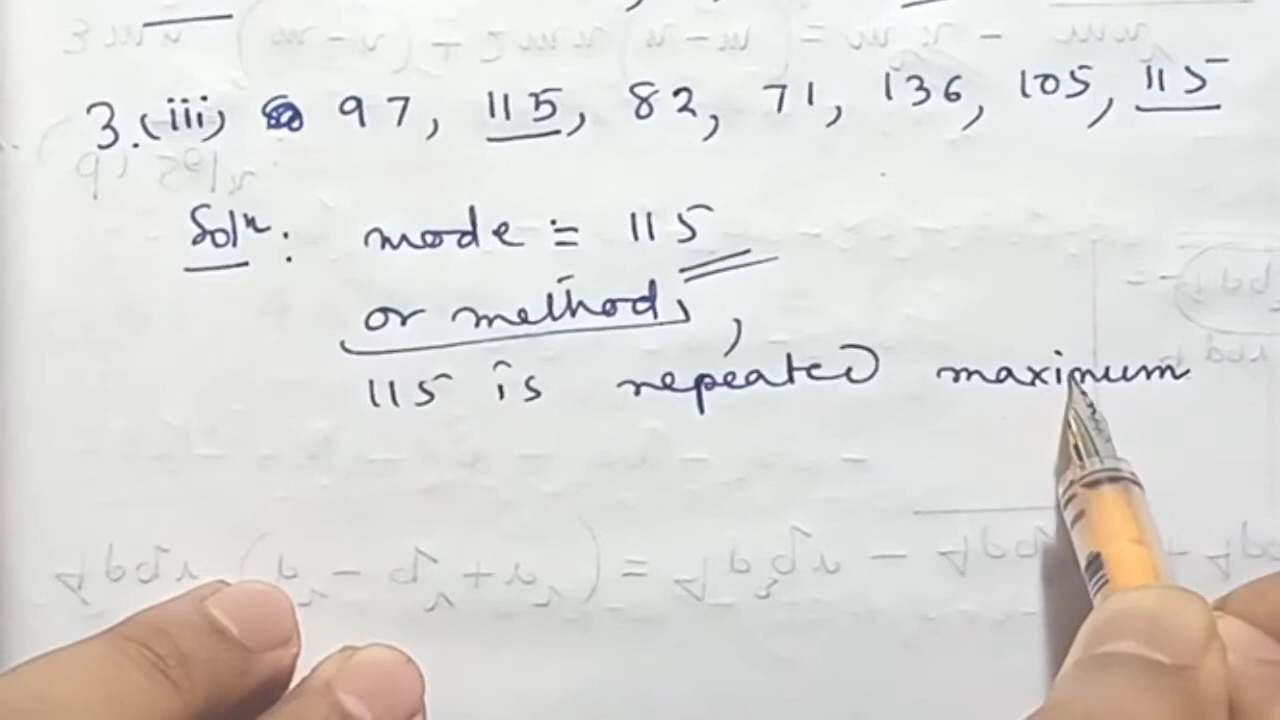 3.(iii) 97, 115, 82, 71, 136, 105, 115
Solⁿ: mode = 115
or method,
115 is repeated maximum